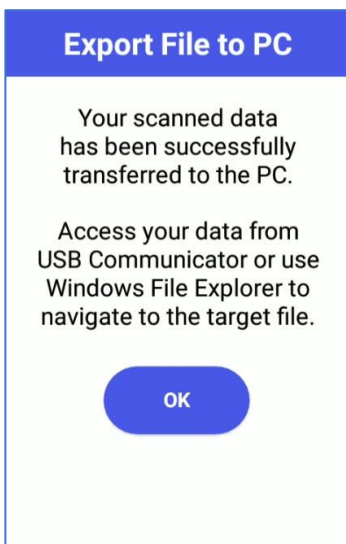 Export File to PC
Your scanned data
has been successfully
transferred to the PC.
Access your data from
USB Communicator or use
Windows File Explorer to
navigate to the target file.
OK